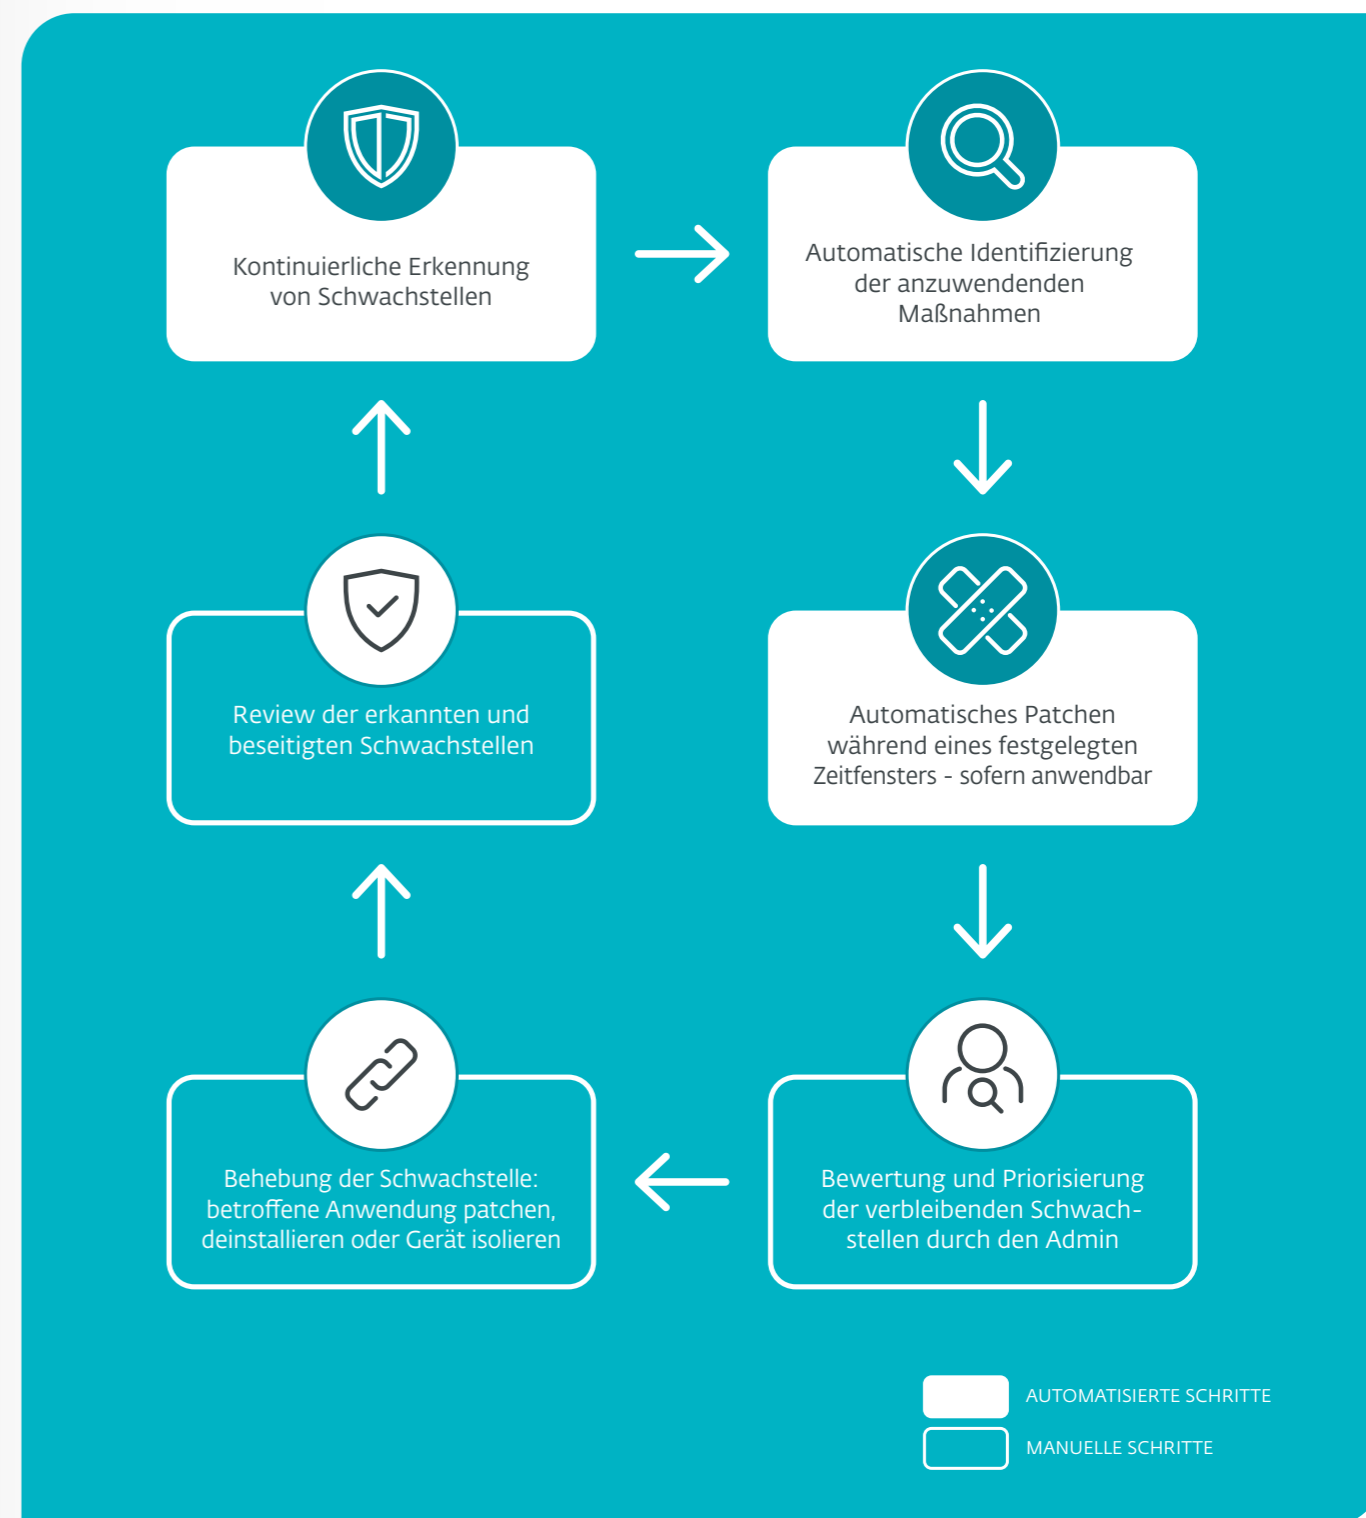 Kontinuierliche Erkennung
von Schwachstellen
Automatische Identifizierung
der anzuwendenden
Maßnahmen
Automatisches Patchen
während eines festgelegten
Zeitfensters - sofern anwendbar
Bewertung und Priorisierung
der verbleibenden Schwach-
stellen durch den Admin
Behebung der Schwachstelle:
betroffene Anwendung patchen,
deinstallieren oder Gerät isolieren
Review der erkannten und
beseitigten Schwachstellen
AUTOMATISIERTE SCHRITTE
MANUELLE SCHRITTE